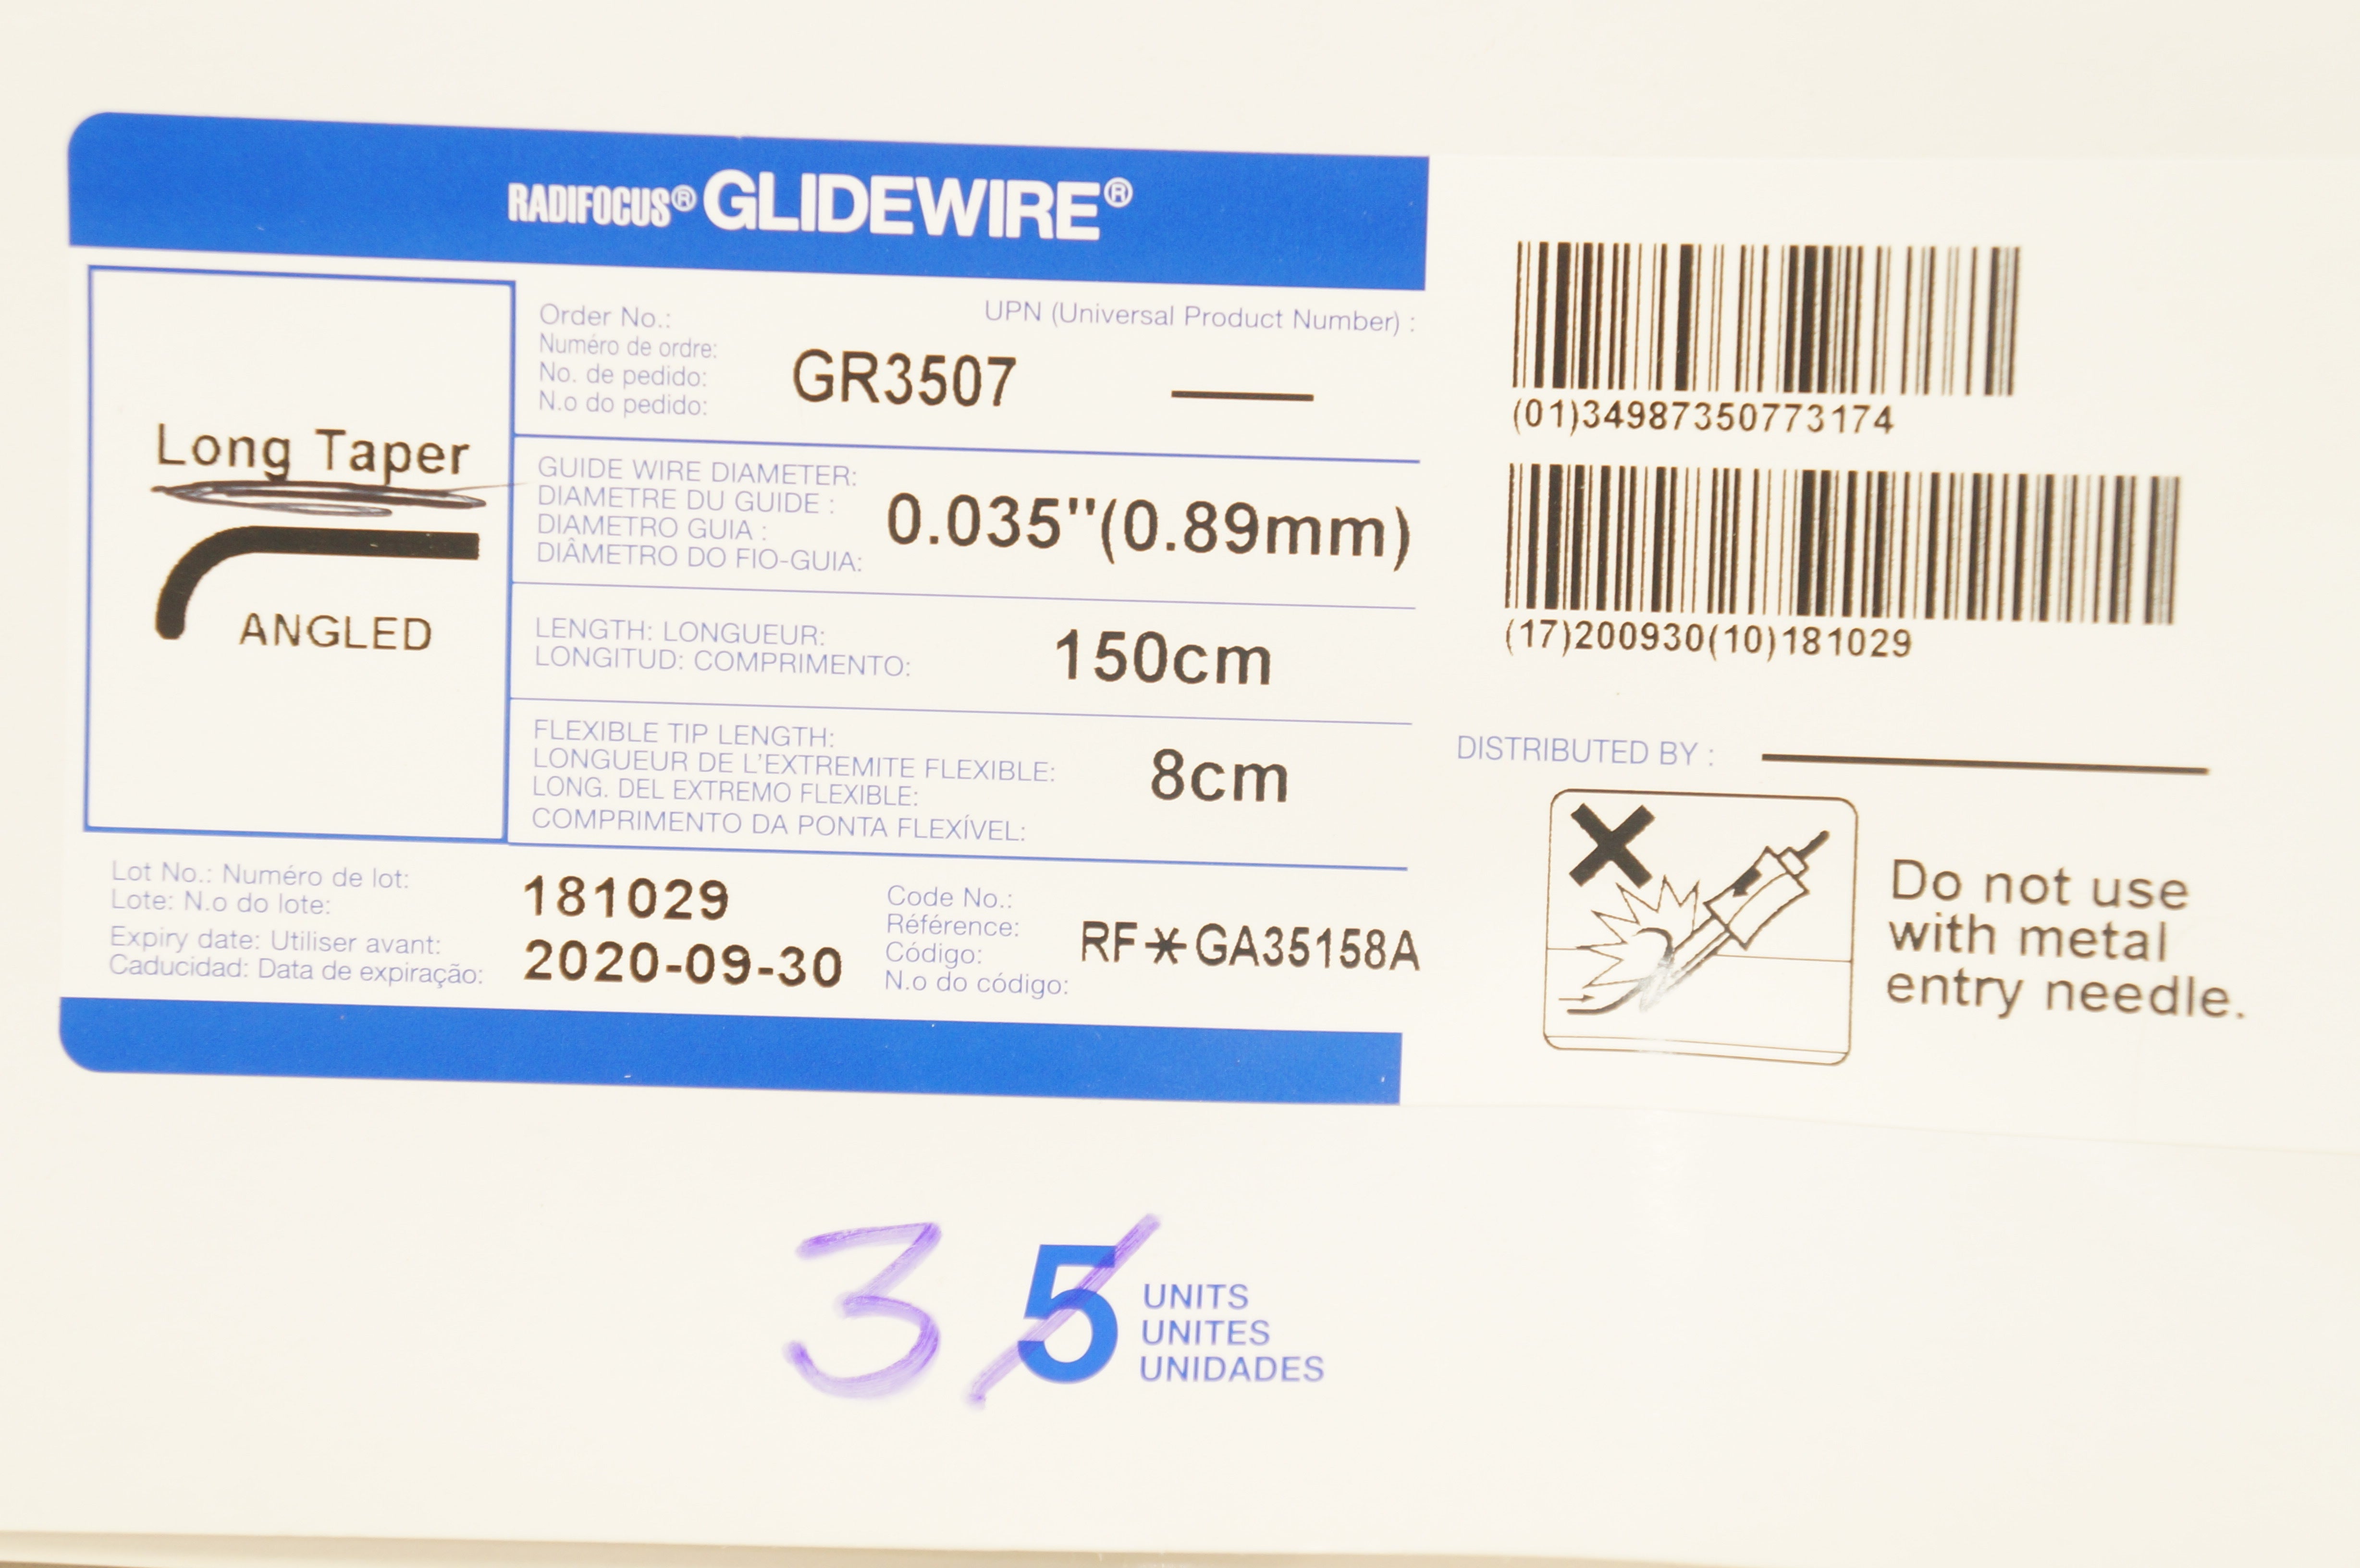 RADIFOCUS® GLIDEWIRE®
Long Taper
ANGLED
Order No.:
Numéro de ordre:
No. de pedido:
N.o do pedido:
GR3507
UPN (Universal Product Number) :
GUIDE WIRE DIAMETER:
DIAMETRE DU GUIDE :
DIAMETRO GUIA :
DIÂMETRO DO FIO-GUIA:
0.035"(0.89mm)
LENGTH: LONGUEUR:
LONGITUD: COMPRIMENTO:
150cm
FLEXIBLE TIP LENGTH:
LONGUEUR DE L'EXTREMITE FLEXIBLE:
LONG. DEL EXTREMO FLEXIBLE:
COMPRIMENTO DA PONTA FLEXÍVEL:
8cm
Lot No.: Numéro de lot:
Lote: N.o do lote:
181029
Expiry date: Utiliser avant:
Caducidad: Data de expiração:
2020-09-30
Code No.:
Référence:
Código:
N.o do código:
RF*GA35158A
(01)34987350773174
(17)200930(10)181029
DISTRIBUTED BY :
Do not use
with metal
entry needle.
3 5
UNITS
UNITES
UNIDADES